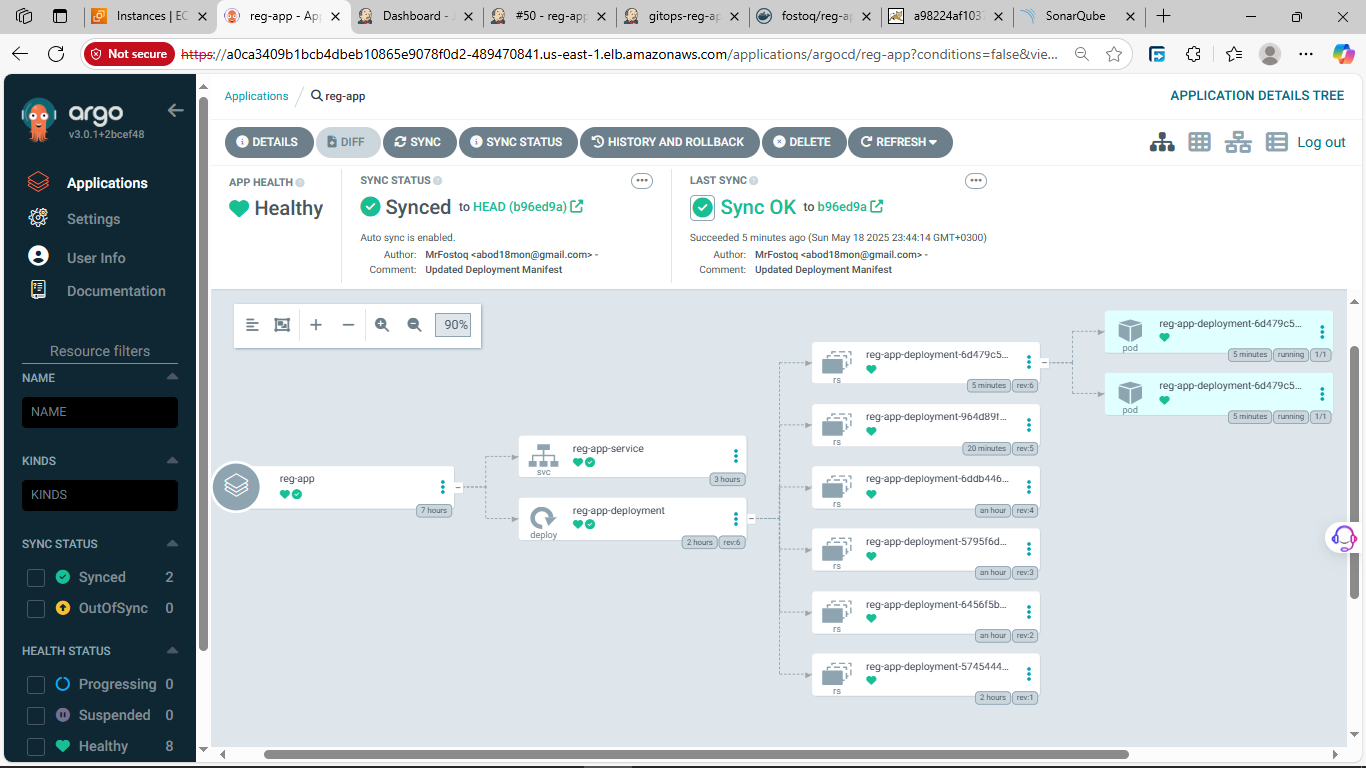 Instances | EC
reg-app - Ap
Dashboard - J
#50 - reg-app
gitops-reg-ap
fostoq/reg-ap
a98224af1037
SonarQube
Not secure
https://a0ca3409b1bcb4dbeb10865e9078f0d2-489470841.us-east-1.elb.amazonaws.com/applications/argocd/reg-app?conditions=false&vie...
argo
v3.0.1+2bcef48
Applications
Settings
User Info
Documentation
Resource filters
NAME
NAME
KINDS
KINDS
SYNC STATUS
Synced 2
OutOfSync 0
HEALTH STATUS
Progressing 0
Suspended 0
Healthy 8
Applications / reg-app
APPLICATION DETAILS TREE
DETAILS DIFF SYNC SYNC STATUS HISTORY AND ROLLBACK DELETE REFRESH
Log out
APP HEALTH
Healthy
SYNC STATUS
Synced to HEAD (b96ed9a)
Auto sync is enabled.
Author: MrFostoq <abod18mon@gmail.com> -
Comment: Updated Deployment Manifest
LAST SYNC
Sync OK to b96ed9a
Succeeded 5 minutes ago (Sun May 18 2025 23:44:14 GMT+0300)
Author: MrFostoq <abod18mon@gmail.com> -
Comment: Updated Deployment Manifest
90%
reg-app
7 hours
svc
reg-app-service
3 hours
deploy
reg-app-deployment
2 hours rev:6
rs
reg-app-deployment-6d479c5...
5 minutes rev:6
rs
reg-app-deployment-964d89f...
20 minutes rev:5
rs
reg-app-deployment-6ddb446...
an hour rev:4
rs
reg-app-deployment-5795f6d...
an hour rev:3
rs
reg-app-deployment-6456f5b...
an hour rev:2
rs
reg-app-deployment-5745444...
2 hours rev:1
pod
reg-app-deployment-6d479c5...
5 minutes running 1/1
pod
reg-app-deployment-6d479c5...
5 minutes running 1/1